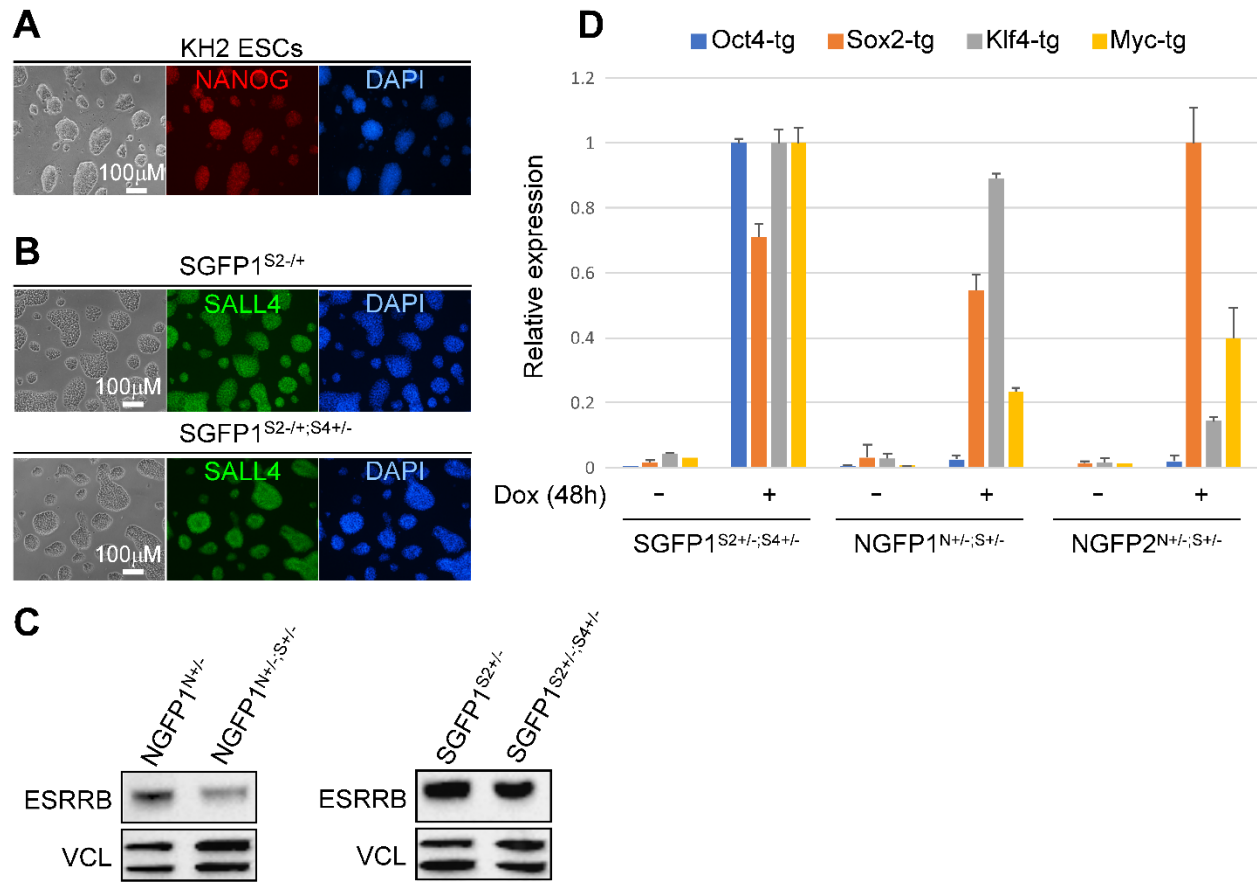 A
KH2 ESCs
NANOG
DAPI
100μM
B
SGFP1S2-/+
SALL4
DAPI
100μM
SGFP1S2-/+;S4+/-
SALL4
DAPI
100μM
C
NGFP1N+/-
NGFP1N+/-;S+/-
SGFP1S2+/-
SGFP1S2+/-;S4+/-
ESRRB
ESRRB
VCL
VCL
D
Oct4-tg Sox2-tg Klf4-tg Myc-tg
Relative expression
1.2
1
0.8
0.6
0.4
0.2
0
Dox (48h) - + - + - +
SGFP1S2+/-;S4+/- NGFP1N+/-;S+/- NGFP2N+/-;S+/-